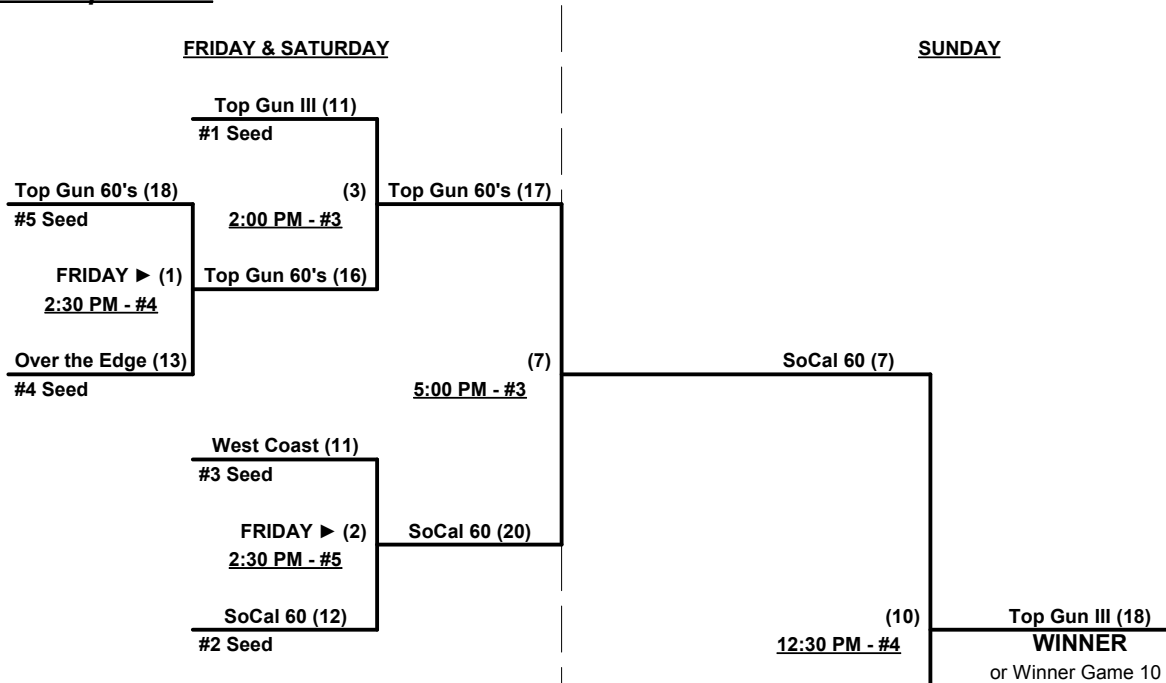 FRIDAY & SATURDAY
SUNDAY
Top Gun III (11)
#1 Seed
Top Gun 60's (18)
(3)
Top Gun 60's (17)
#5 Seed
2:00 PM - #3
FRIDAY ► (1)
Top Gun 60's (16)
2:30 PM - #4
Over the Edge (13)
(7)
SoCal 60 (7)
#4 Seed
5:00 PM - #3
West Coast (11)
#3 Seed
FRIDAY ► (2)
SoCal 60 (20)
2:30 PM - #5
SoCal 60 (12)
(10)
Top Gun III (18)
#2 Seed
12:30 PM - #4
WINNER
or Winner Game 10